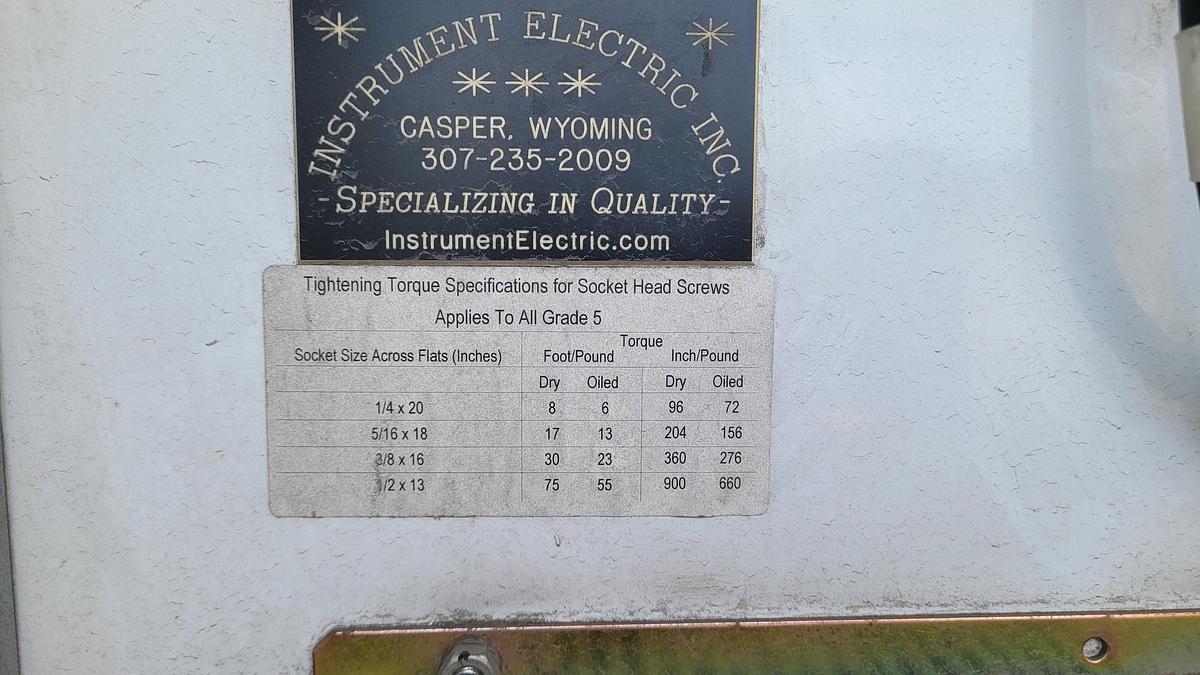 INSTRUMENT ELECTRIC INC.
CASPER, WYOMING
307-235-2009
-SPECIALIZING IN QUALITY-
InstrumentElectric.com
Tightening Torque Specifications for Socket Head Screws
Applies To All Grade 5
Torque
Socket Size Across Flats (Inches) Foot/Pound Inch/Pound
Dry Oiled Dry Oiled
1/4 x 20 8 6 96 72
5/16 x 18 17 13 204 156
3/8 x 16 30 23 360 276
1/2 x 13 75 55 900 660